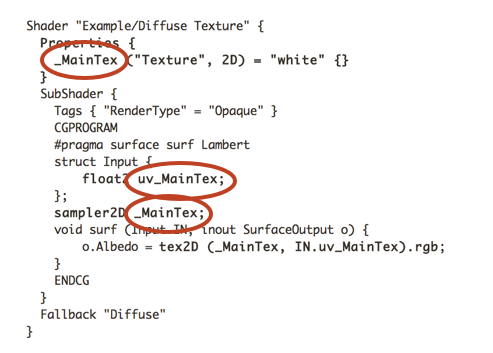 Shader "Example/Diffuse Texture" {
Properties {
_MainTex ("Texture", 2D) = "white" {}
}
SubShader {
Tags { "RenderType" = "Opaque" }
CGPROGRAM
#pragma surface surf Lambert
struct Input {
float2 uv_MainTex;
};
sampler2D _MainTex;
void surf (Input IN, inout SurfaceOutput o) {
o.Albedo = tex2D (_MainTex, IN.uv_MainTex).rgb;
}
ENDCG
}
Fallback "Diffuse"
}